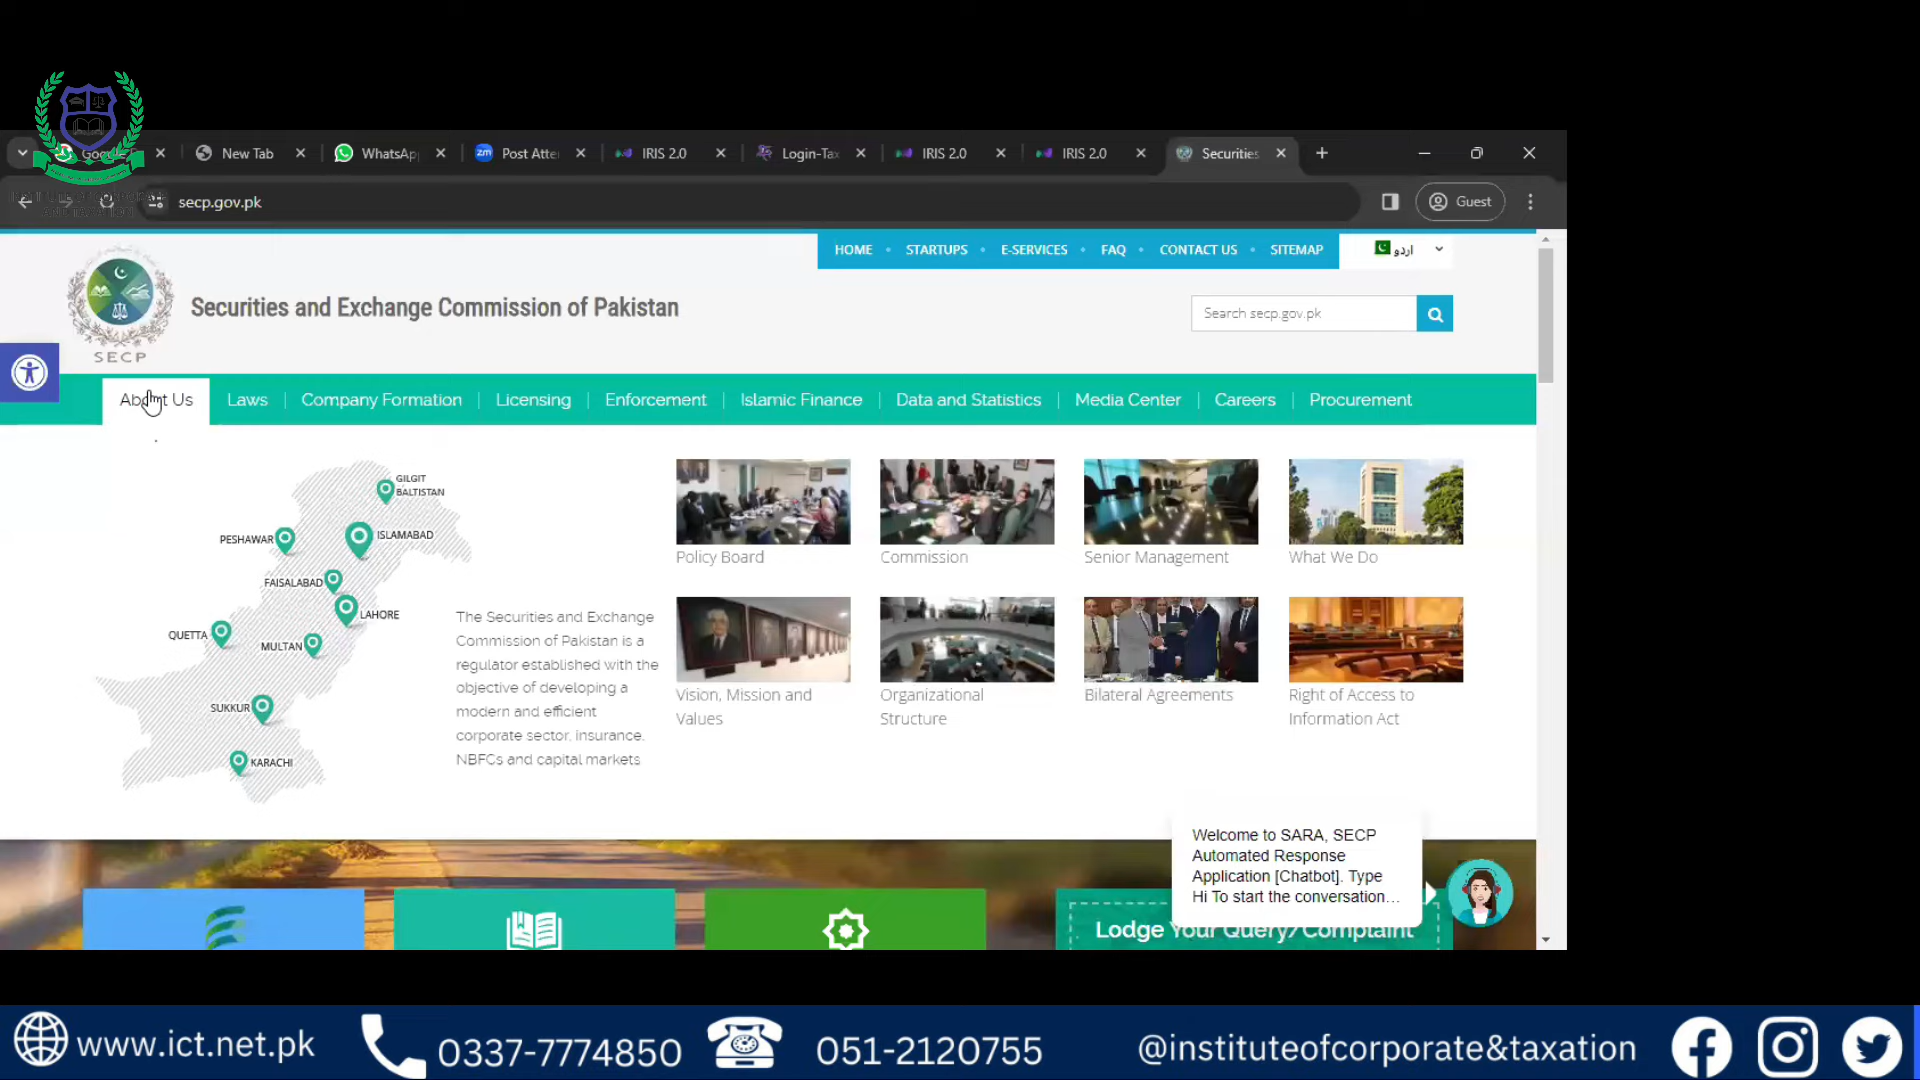 Google
New Tab
WhatsAp
Post Atte
IRIS 2.0
Login-Tax
IRIS 2.0
IRIS 2.0
Securities
secp.gov.pk
Guest
HOME
STARTUPS
E-SERVICES
FAQ
CONTACT US
SITEMAP
اردو
SECP
Securities and Exchange Commission of Pakistan
Search secp.gov.pk
About Us
Laws
Company Formation
Licensing
Enforcement
Islamic Finance
Data and Statistics
Media Center
Careers
Procurement
GILGIT
BALTISTAN
PESHAWAR
ISLAMABAD
FAISALABAD
LAHORE
QUETTA
MULTAN
SUKKUR
KARACHI
The Securities and Exchange
Commission of Pakistan is a
regulator established with the
objective of developing a
modern and efficient
corporate sector, insurance,
NBFCs and capital markets
Policy Board
Commission
Senior Management
What We Do
Vision, Mission and
Values
Organizational
Structure
Bilateral Agreements
Right of Access to
Information Act
Welcome to SARA, SECP
Automated Response
Application [Chatbot]. Type
Hi To start the conversation...
Lodge Your Query/Complaint
www.ict.net.pk
0337-7774850
051-2120755
@instituteofcorporate&taxation